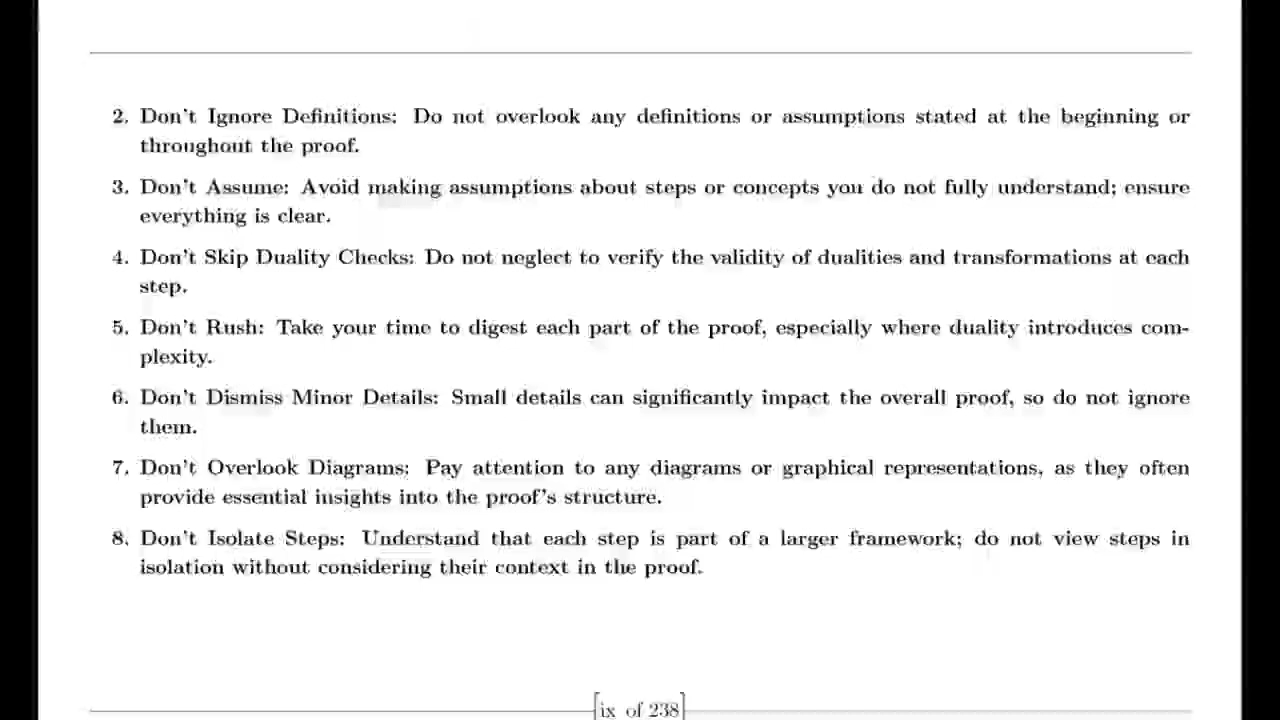 2. Don't Ignore Definitions: Do not overlook any definitions or assumptions stated at the beginning or
throughout the proof.
3. Don't Assume: Avoid making assumptions about steps or concepts you do not fully understand; ensure
everything is clear.
4. Don't Skip Duality Checks: Do not neglect to verify the validity of dualities and transformations at each
step.
5. Don't Rush: Take your time to digest each part of the proof, especially where duality introduces com-
plexity.
6. Don't Dismiss Minor Details: Small details can significantly impact the overall proof, so do not ignore
them.
7. Don't Overlook Diagrams: Pay attention to any diagrams or graphical representations, as they often
provide essential insights into the proof's structure.
8. Don't Isolate Steps: Understand that each step is part of a larger framework; do not view steps in
isolation without considering their context in the proof.
[ix of 238]